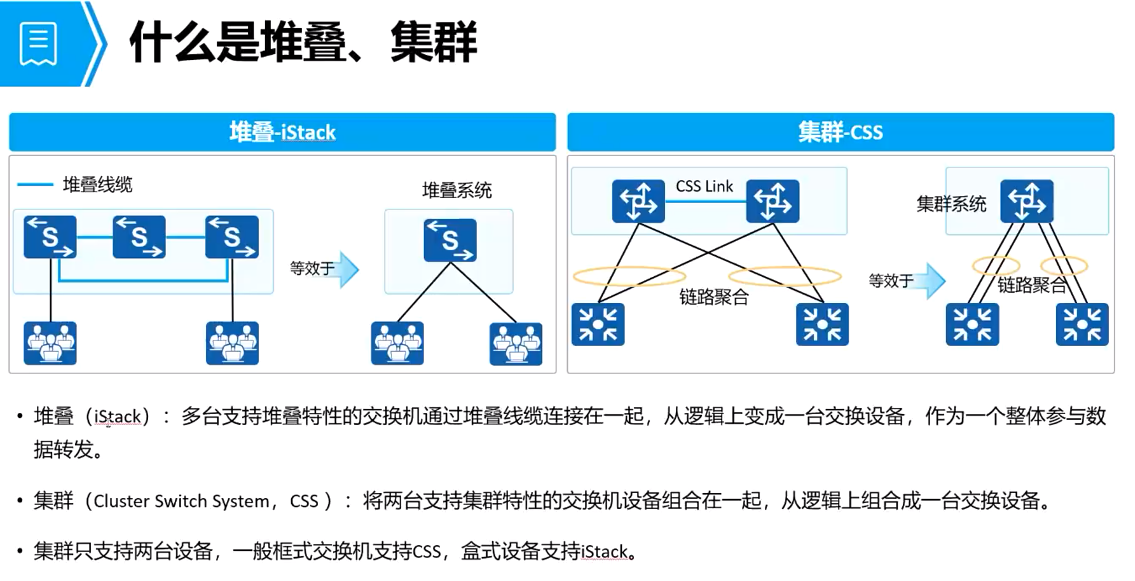 什么是堆叠、集群
堆叠-iStack
堆叠线缆
S
S
S
等效于
堆叠系统
S
集群-CSS
CSS Link
链路聚合
等效于
集群系统
链路聚合
• 堆叠（iStack）：多台支持堆叠特性的交换机通过堆叠线缆连接在一起，从逻辑上变成一台交换设备，作为一个整体参与数
据转发。
• 集群（Cluster Switch System，CSS ）：将两台支持集群特性的交换机设备组合在一起，从逻辑上组合成一台交换设备。
• 集群只支持两台设备，一般框式交换机支持CSS，盒式设备支持iStack。